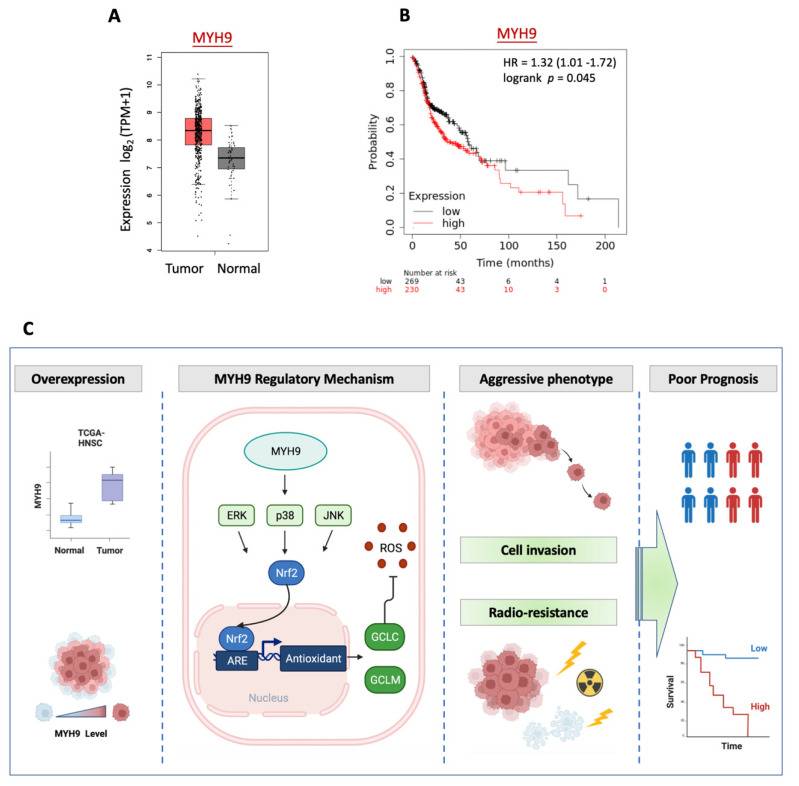 A
MYH9
Expression log2 (TPM+1)
11
10
9
8
7
6
5
4
Tumor Normal
B
MYH9
HR = 1.32 (1.01 -1.72)
logrank p = 0.045
Probability
1.0
0.8
0.6
0.4
0.2
0.0
Expression
low
high
0 50 100 150 200
Time (months)
Number at risk
low 269 43 6 4 1
high 230 43 10 3 0
C
Overexpression
TCGA-
HNSC
MYH9
Normal Tumor
MYH9 Level
MYH9 Regulatory Mechanism
MYH9
ERK p38 JNK
ROS
Nrf2
Nrf2
ARE
Antioxidant
GCLC
GCLM
Nucleus
Aggressive phenotype
Cell invasion
Radio-resistance
Poor Prognosis
Survival
Low
High
Time